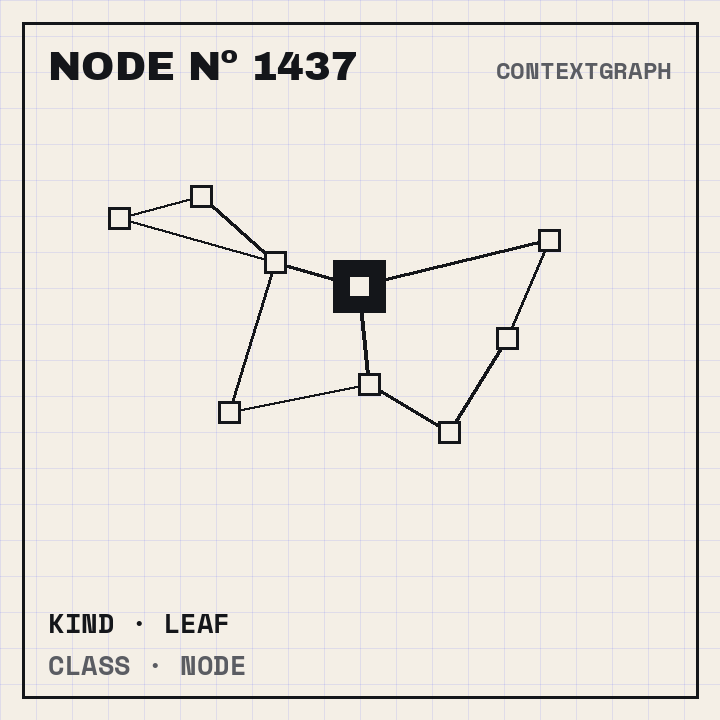 NODE Nº 1437
CONTEXTGRAPH
KIND · LEAF
CLASS · NODE